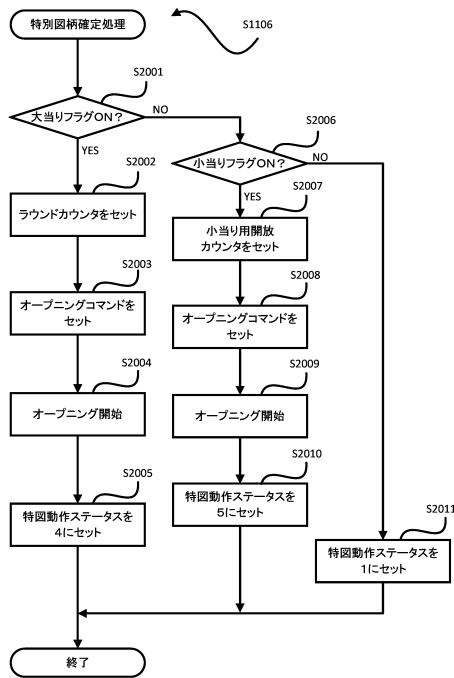 特別図柄確定処理
S1106
S2001
大当りフラグON？
NO
YES
S2006
小当りフラグON？
NO
YES
S2002
ラウンドカウンタをセット
S2007
小当り用開放
カウンタをセット
S2003
オープニングコマンドを
セット
S2008
オープニングコマンドを
セット
S2004
オープニング開始
S2009
オープニング開始
S2005
特図動作ステータスを
4にセット
S2010
特図動作ステータスを
5にセット
S2011
特図動作ステータスを
1にセット
終了